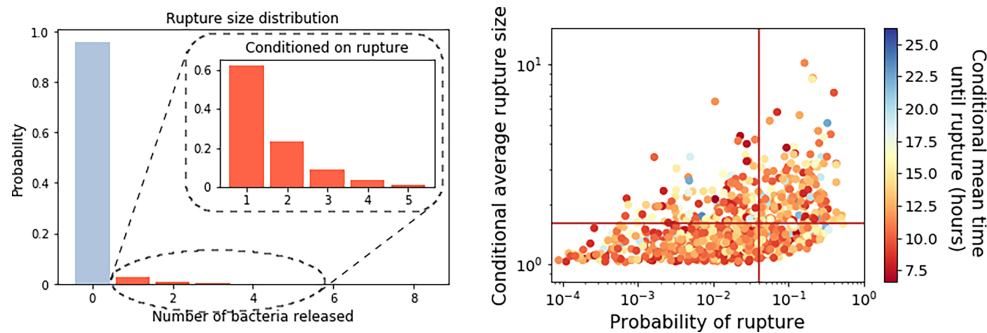 Rupture size distribution
Conditioned on rupture
0.6
0.4
0.2
0
1 2 3 4 5
1.0
0.8
0.6
0.4
0.2
0
0 2 4 6 8
Probability
Number of bacteria released
Conditional average rupture size
10¹
10⁰
10⁻⁴ 10⁻³ 10⁻² 10⁻¹ 10⁰
Probability of rupture
25.0
22.5
20.0
17.5
15.0
12.5
10.0
7.5
Conditional mean time
until rupture (hours)